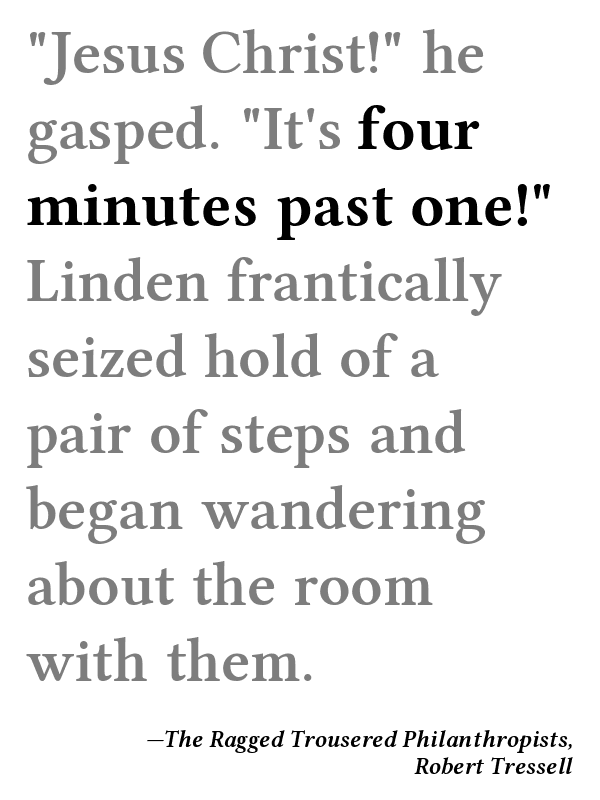 "Jesus Christ!" he
gasped. "It's four
minutes past one!"
Linden frantically
seized hold of a
pair of steps and
began wandering
about the room
with them.
—The Ragged Trousered Philanthropists,
Robert Tressell